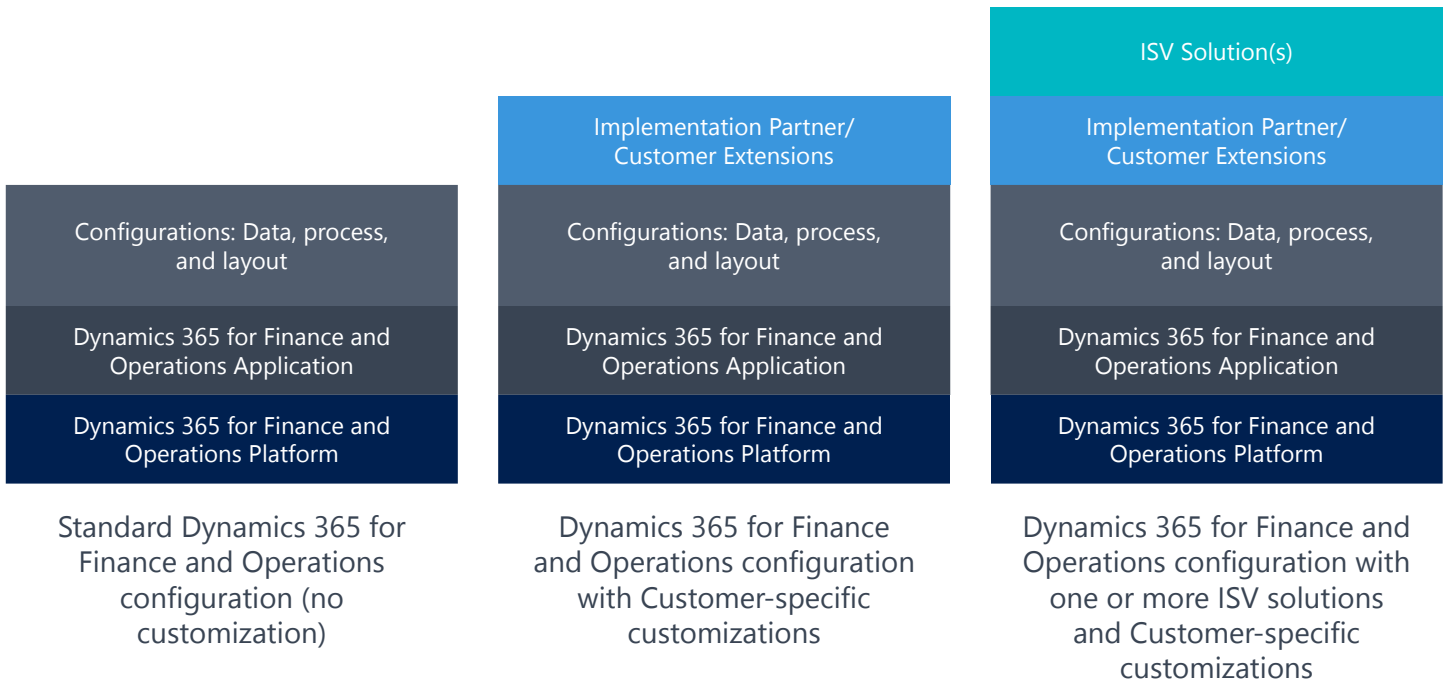 ISV Solution(s)
Implementation Partner/
Customer Extensions
Implementation Partner/
Customer Extensions
Configurations: Data, process,
and layout
Configurations: Data, process,
and layout
Configurations: Data, process,
and layout
Dynamics 365 for Finance and
Operations Application
Dynamics 365 for Finance and
Operations Application
Dynamics 365 for Finance and
Operations Application
Dynamics 365 for Finance and
Operations Platform
Dynamics 365 for Finance and
Operations Platform
Dynamics 365 for Finance and
Operations Platform
Standard Dynamics 365 for
Finance and Operations
configuration (no
customization)
Dynamics 365 for Finance
and Operations configuration
with Customer-specific
customizations
Dynamics 365 for Finance and
Operations configuration with
one or more ISV solutions
and Customer-specific
customizations